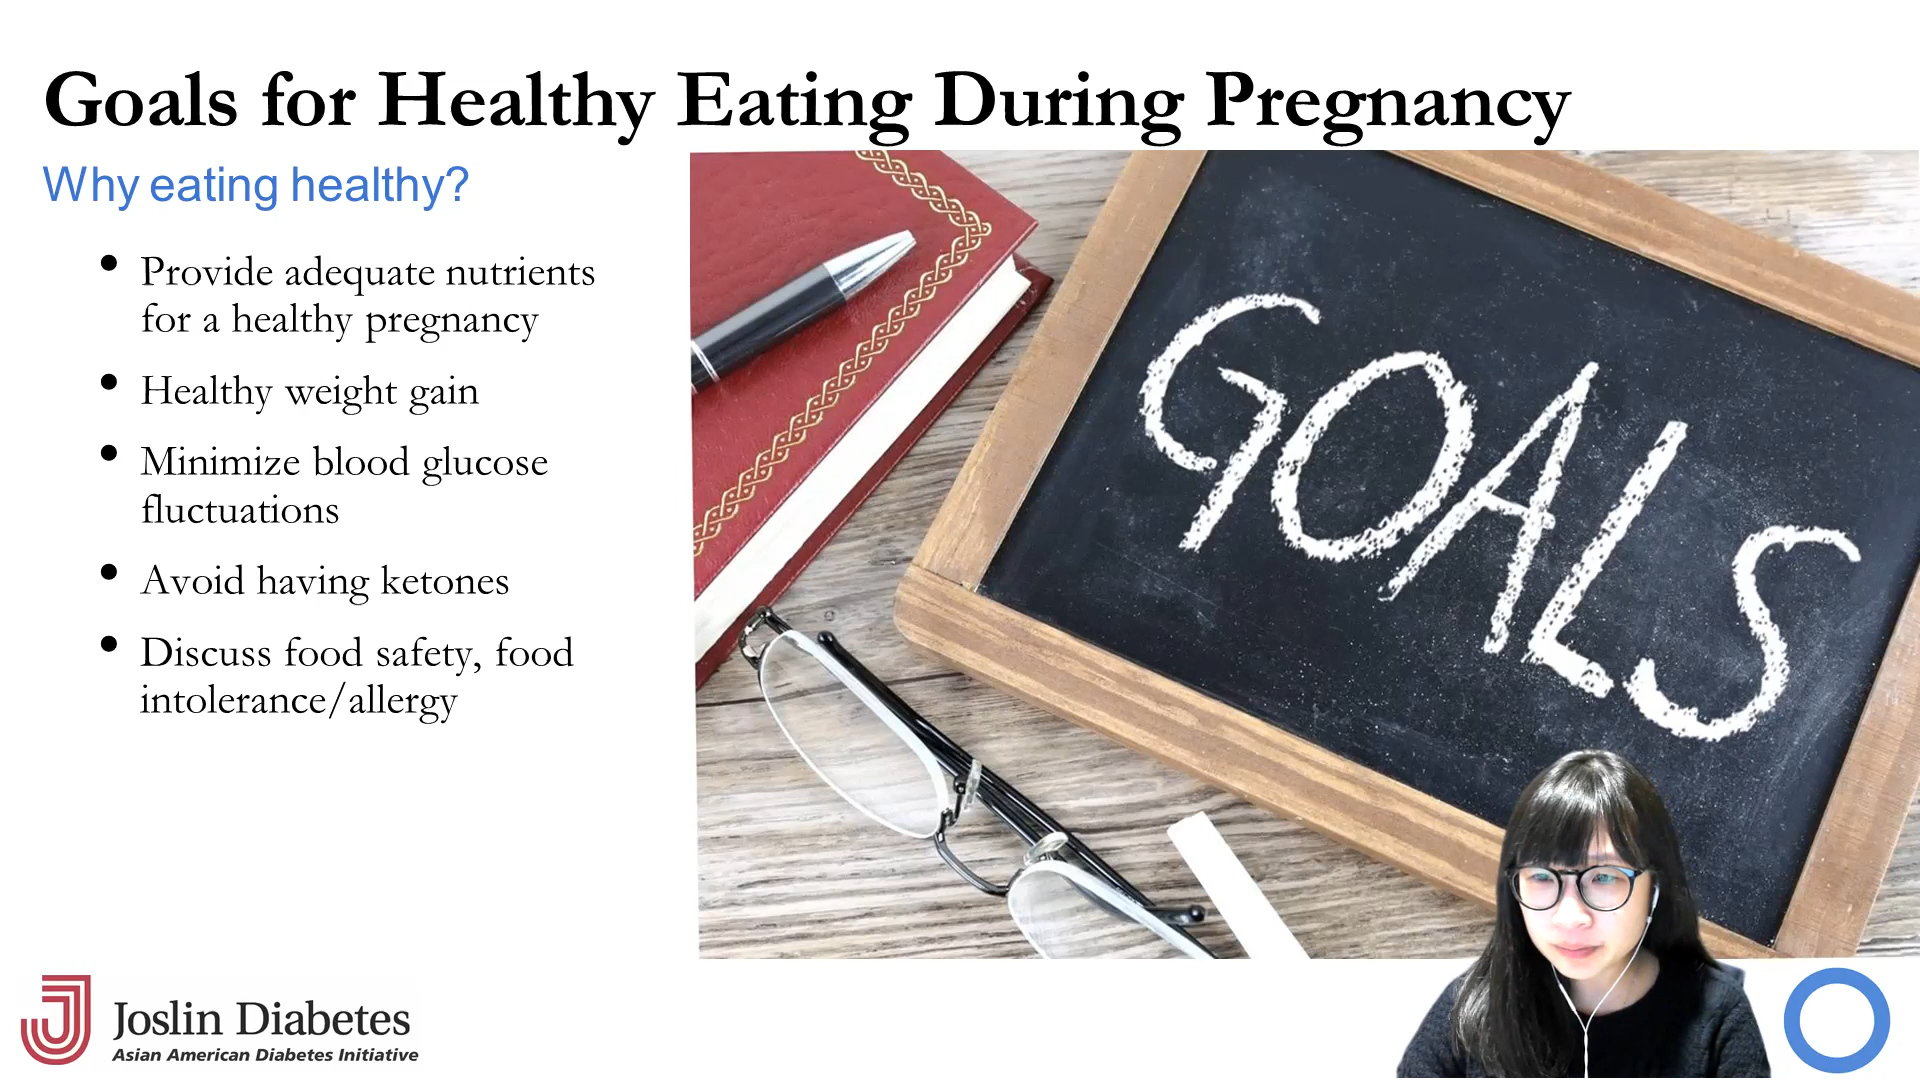 Goals for Healthy Eating During Pregnancy
Why eating healthy?
• Provide adequate nutrients
for a healthy pregnancy
• Healthy weight gain
• Minimize blood glucose
fluctuations
• Avoid having ketones
• Discuss food safety, food
intolerance/allergy
GOALS
Joslin Diabetes
Asian American Diabetes Initiative